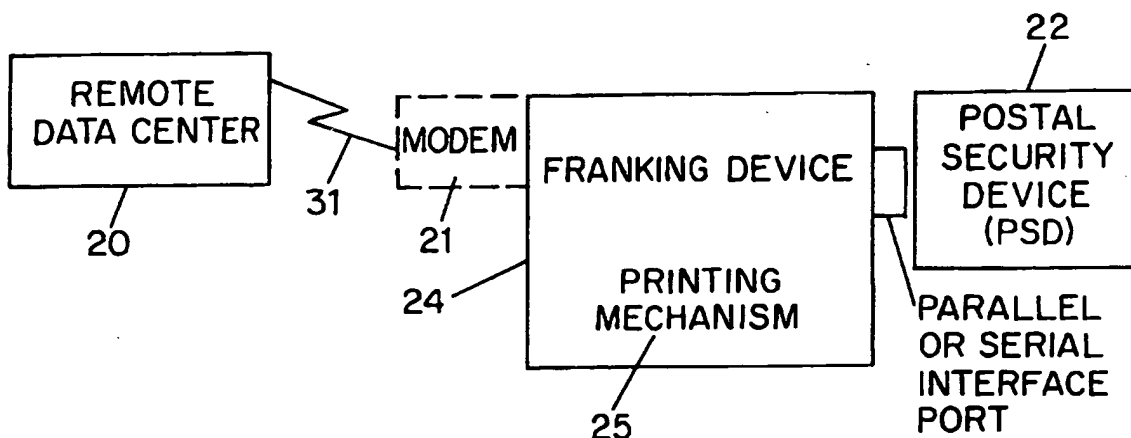 REMOTE
DATA CENTER
20
31
MODEM
21
24
FRANKING DEVICE
PRINTING
MECHANISM
25
22
POSTAL
SECURITY
DEVICE
(PSD)
PARALLEL
OR SERIAL
INTERFACE
PORT